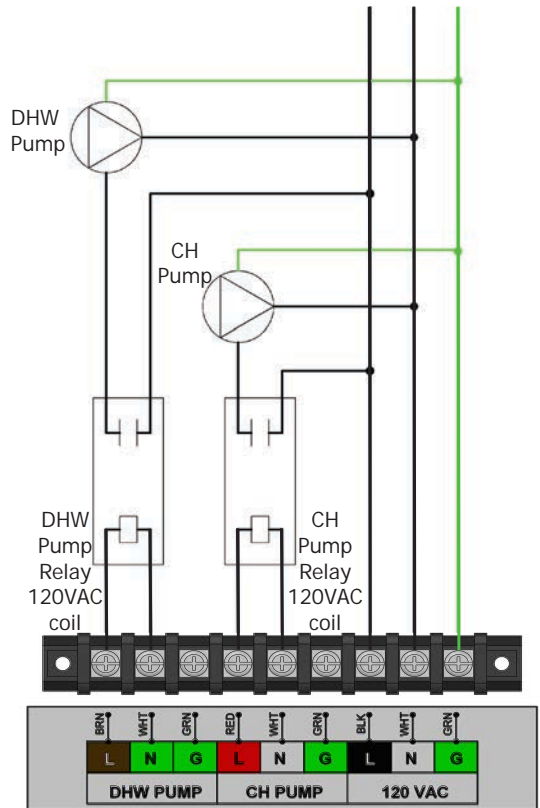 DHW
Pump
CH
Pump
DHW
Pump
Relay
120VAC
coil
CH
Pump
Relay
120VAC
coil
BRN WHT GRN RED WHT GRN BLK WHT GRN
L N G L N G L N G
DHW PUMP CH PUMP 120 VAC